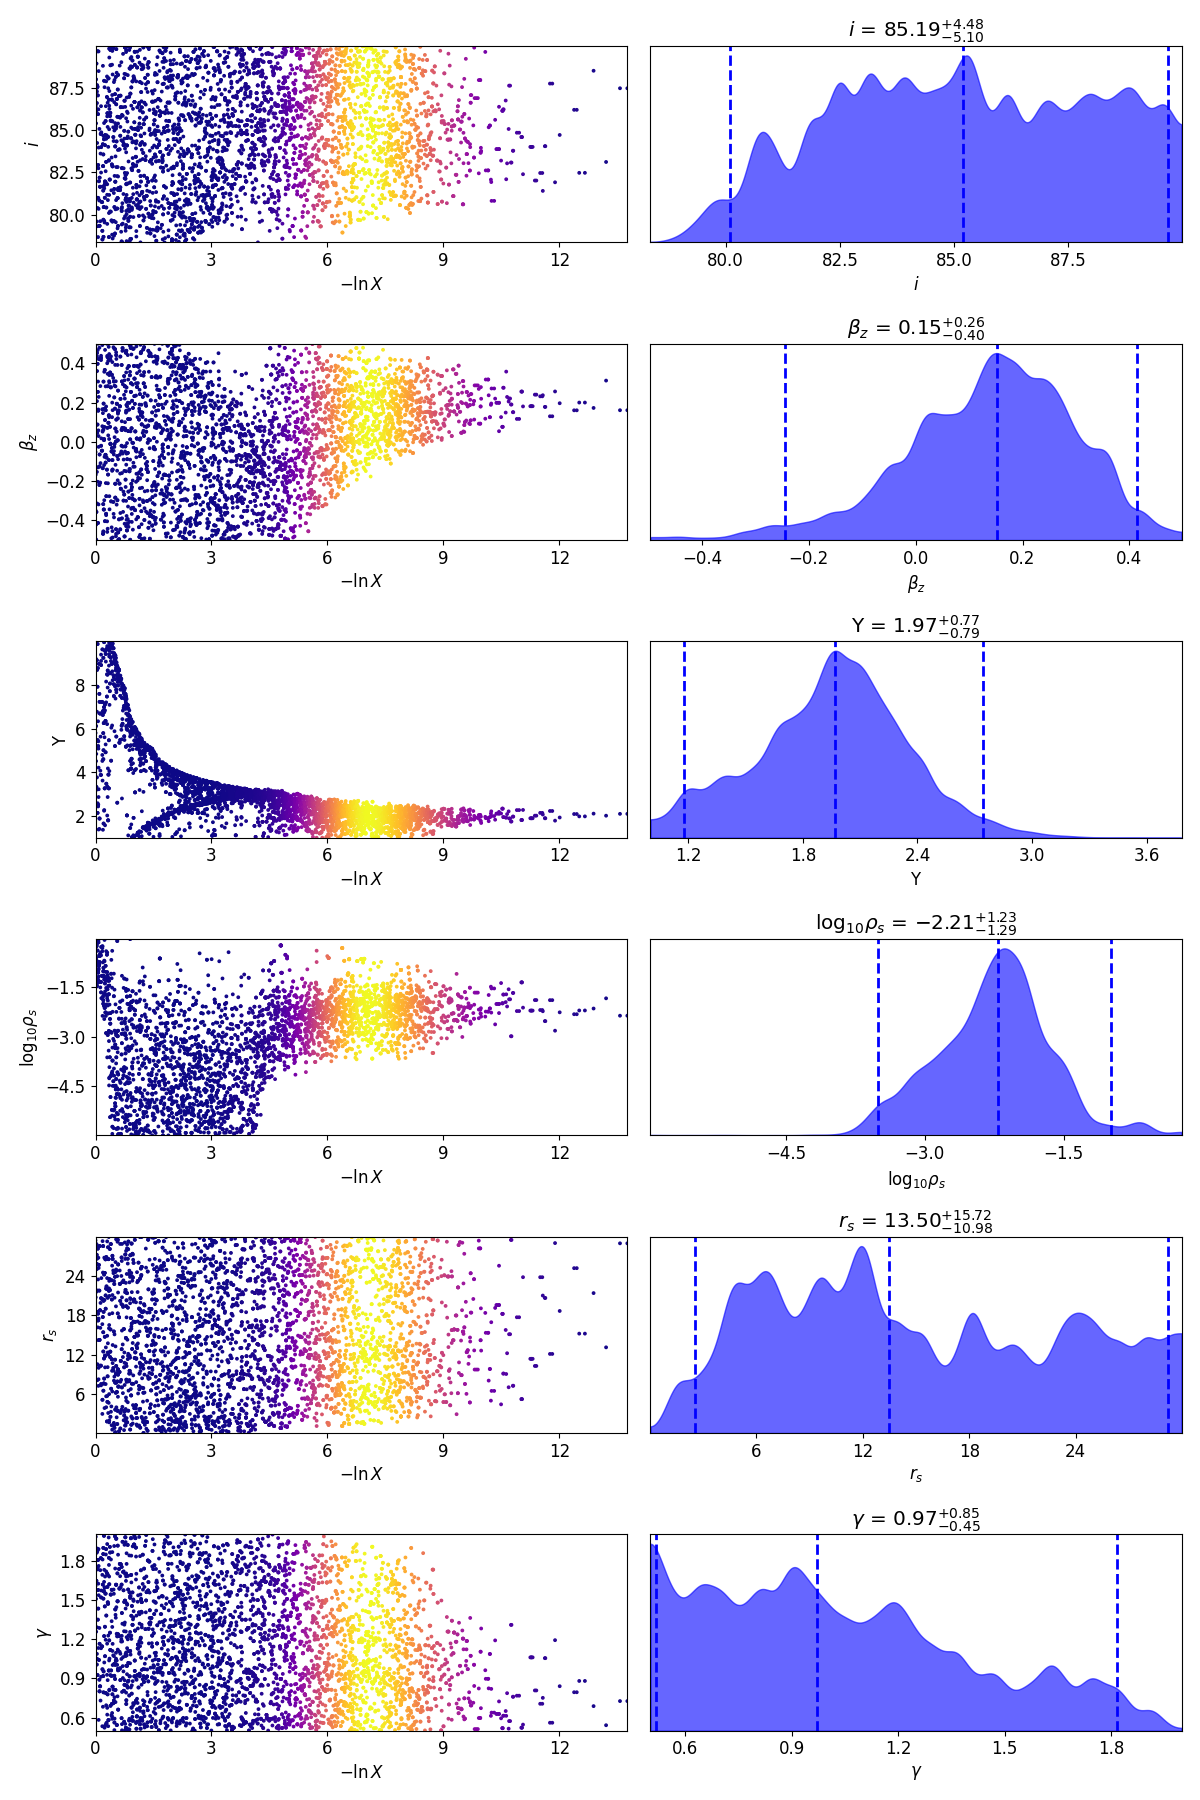 i = 85.19 +4.48 −5.10
87.5
85.0
82.5
80.0
i
0 3 6 9 12
−ln X
80.0 82.5 85.0 87.5
i
β_z = 0.15 +0.26 −0.40
0.4
0.2
0.0
−0.2
−0.4
β_z
0 3 6 9 12
−ln X
−0.4 −0.2 0.0 0.2 0.4
β_z
Y = 1.97 +0.77 −0.79
8
6
4
2
Y
0 3 6 9 12
−ln X
1.2 1.8 2.4 3.0 3.6
Y
log₁₀ρ_s = −2.21 +1.23 −1.29
−1.5
−3.0
−4.5
log₁₀ρ_s
0 3 6 9 12
−ln X
−4.5 −3.0 −1.5
log₁₀ρ_s
r_s = 13.50 +15.72 −10.98
24
18
12
6
r_s
0 3 6 9 12
−ln X
6 12 18 24
r_s
γ = 0.97 +0.85 −0.45
1.8
1.5
1.2
0.9
0.6
γ
0 3 6 9 12
−ln X
0.6 0.9 1.2 1.5 1.8
γ